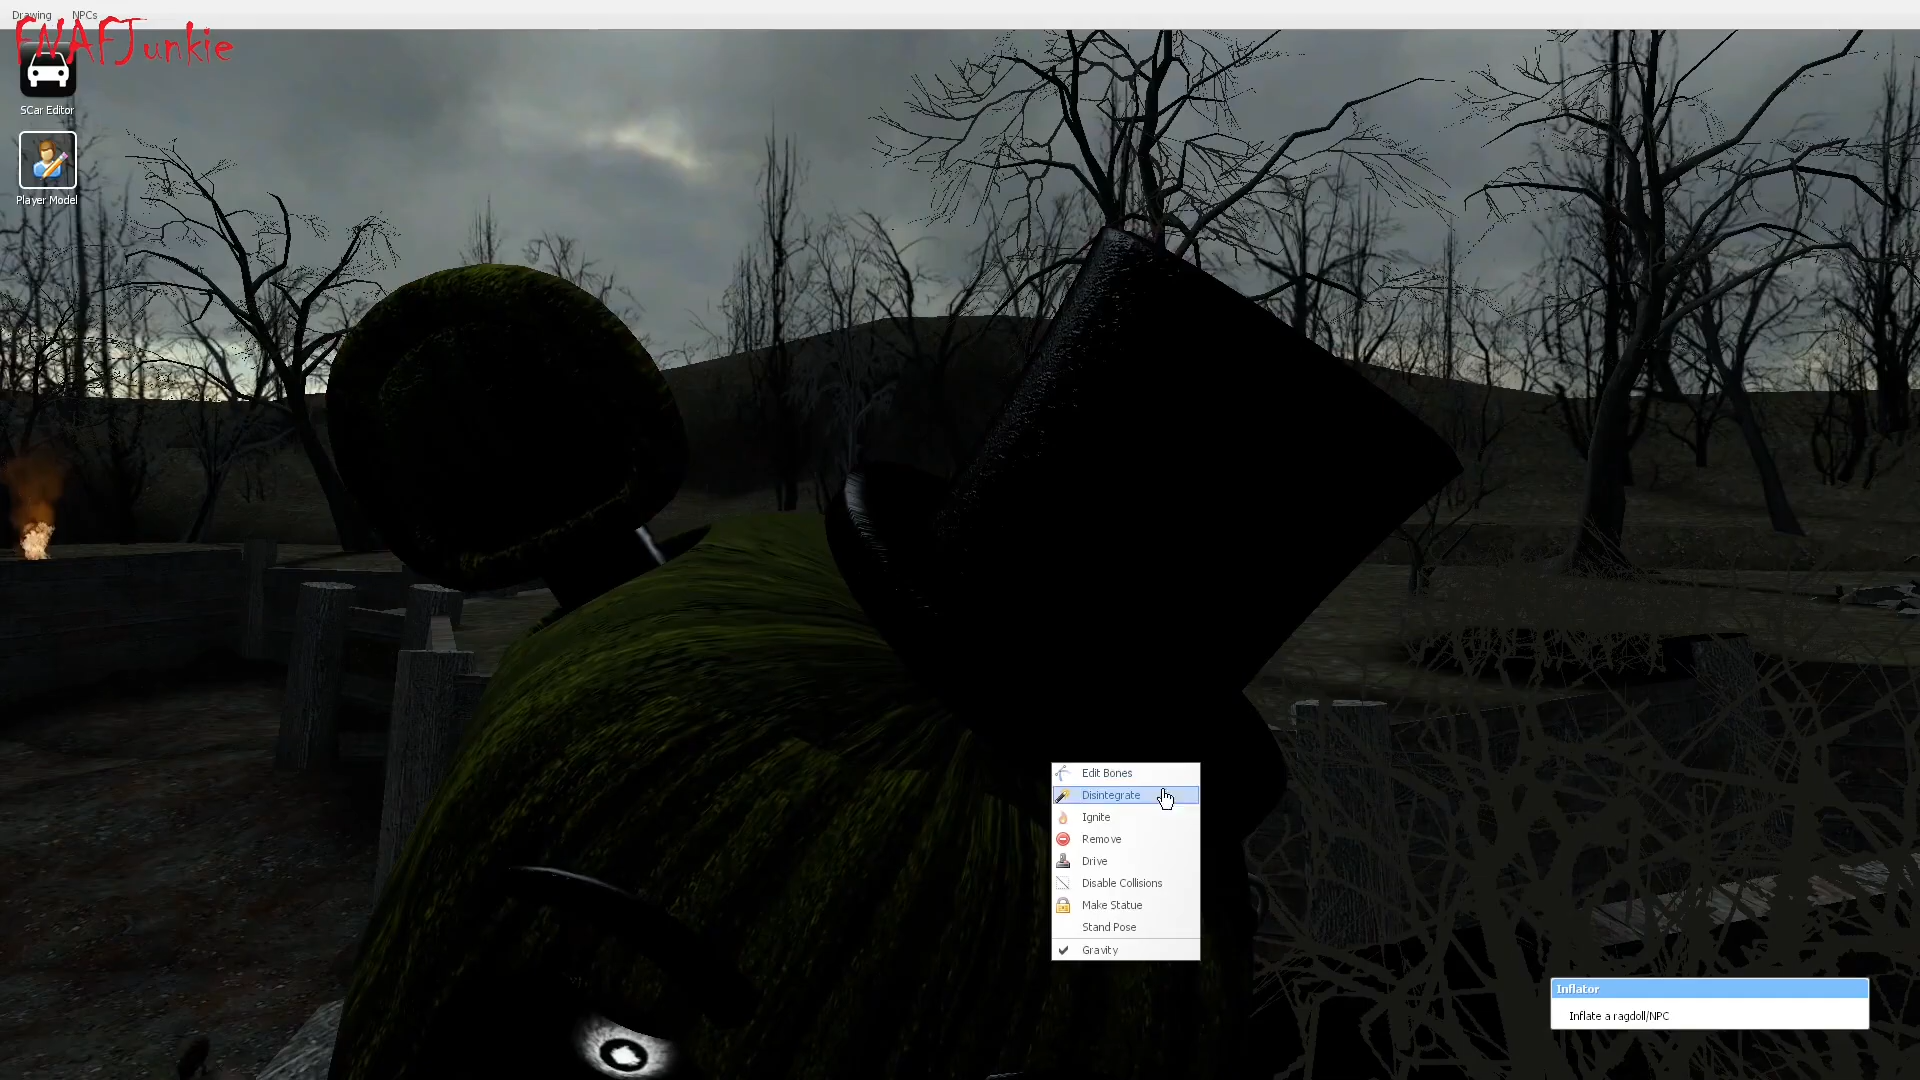 Drawing NPCs
FNAFJunkie
SCar Editor
Player Model
Edit Bones
Disintegrate
Ignite
Remove
Drive
Disable Collisions
Make Statue
Stand Pose
Gravity
Inflator
Inflate a ragdoll/NPC